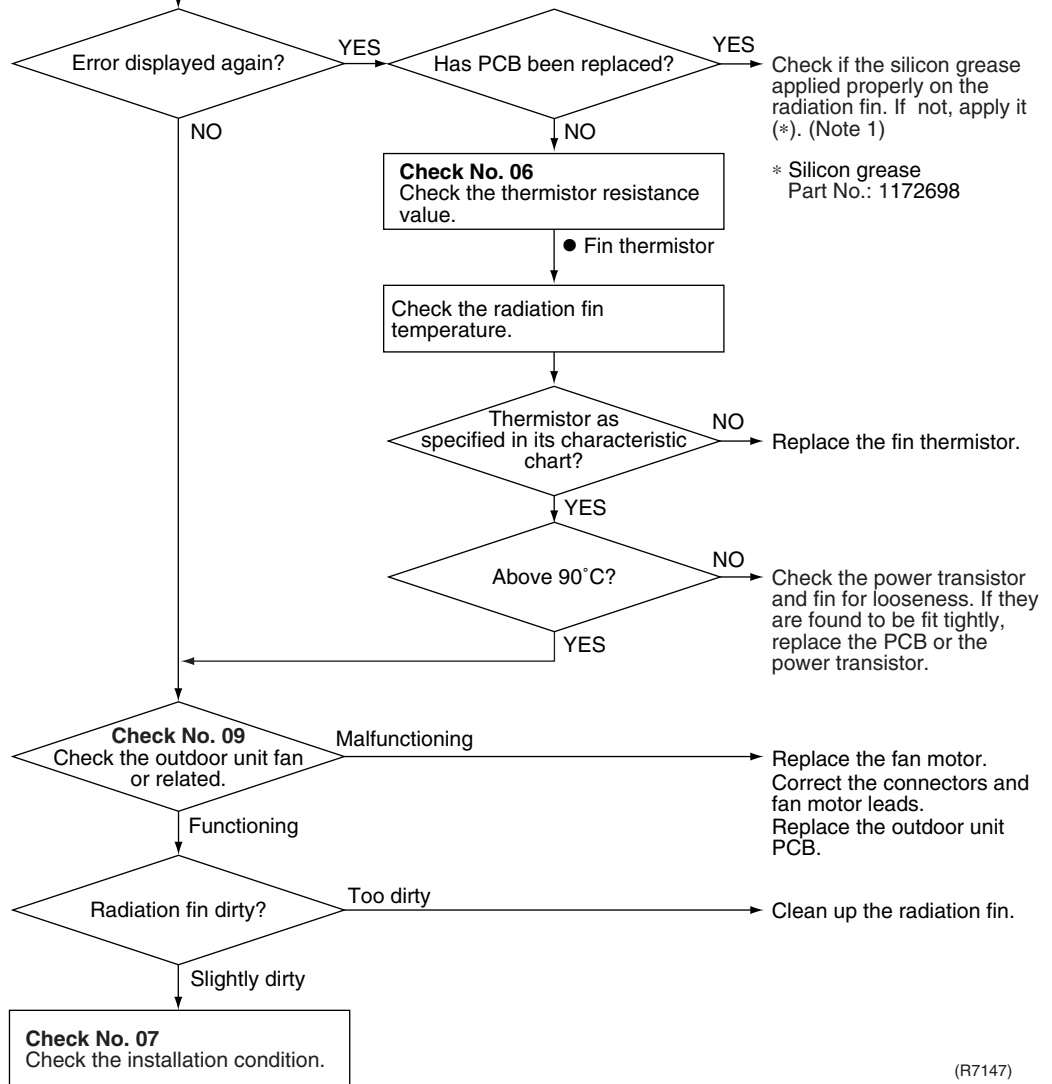 Error displayed again?
YES
Has PCB been replaced?
YES
Check if the silicon grease
applied properly on the
radiation fin. If not, apply it
(*). (Note 1)
* Silicon grease
Part No.: 1172698
NO
NO
Check No. 06
Check the thermistor resistance
value.
● Fin thermistor
Check the radiation fin
temperature.
Thermistor as
specified in its characteristic
chart?
NO
Replace the fin thermistor.
YES
Above 90˚C?
NO
Check the power transistor
and fin for looseness. If they
are found to be fit tightly,
replace the PCB or the
power transistor.
YES
Check No. 09
Check the outdoor unit fan
or related.
Malfunctioning
Replace the fan motor.
Correct the connectors and
fan motor leads.
Replace the outdoor unit
PCB.
Functioning
Radiation fin dirty?
Too dirty
Clean up the radiation fin.
Slightly dirty
Check No. 07
Check the installation condition.
(R7147)